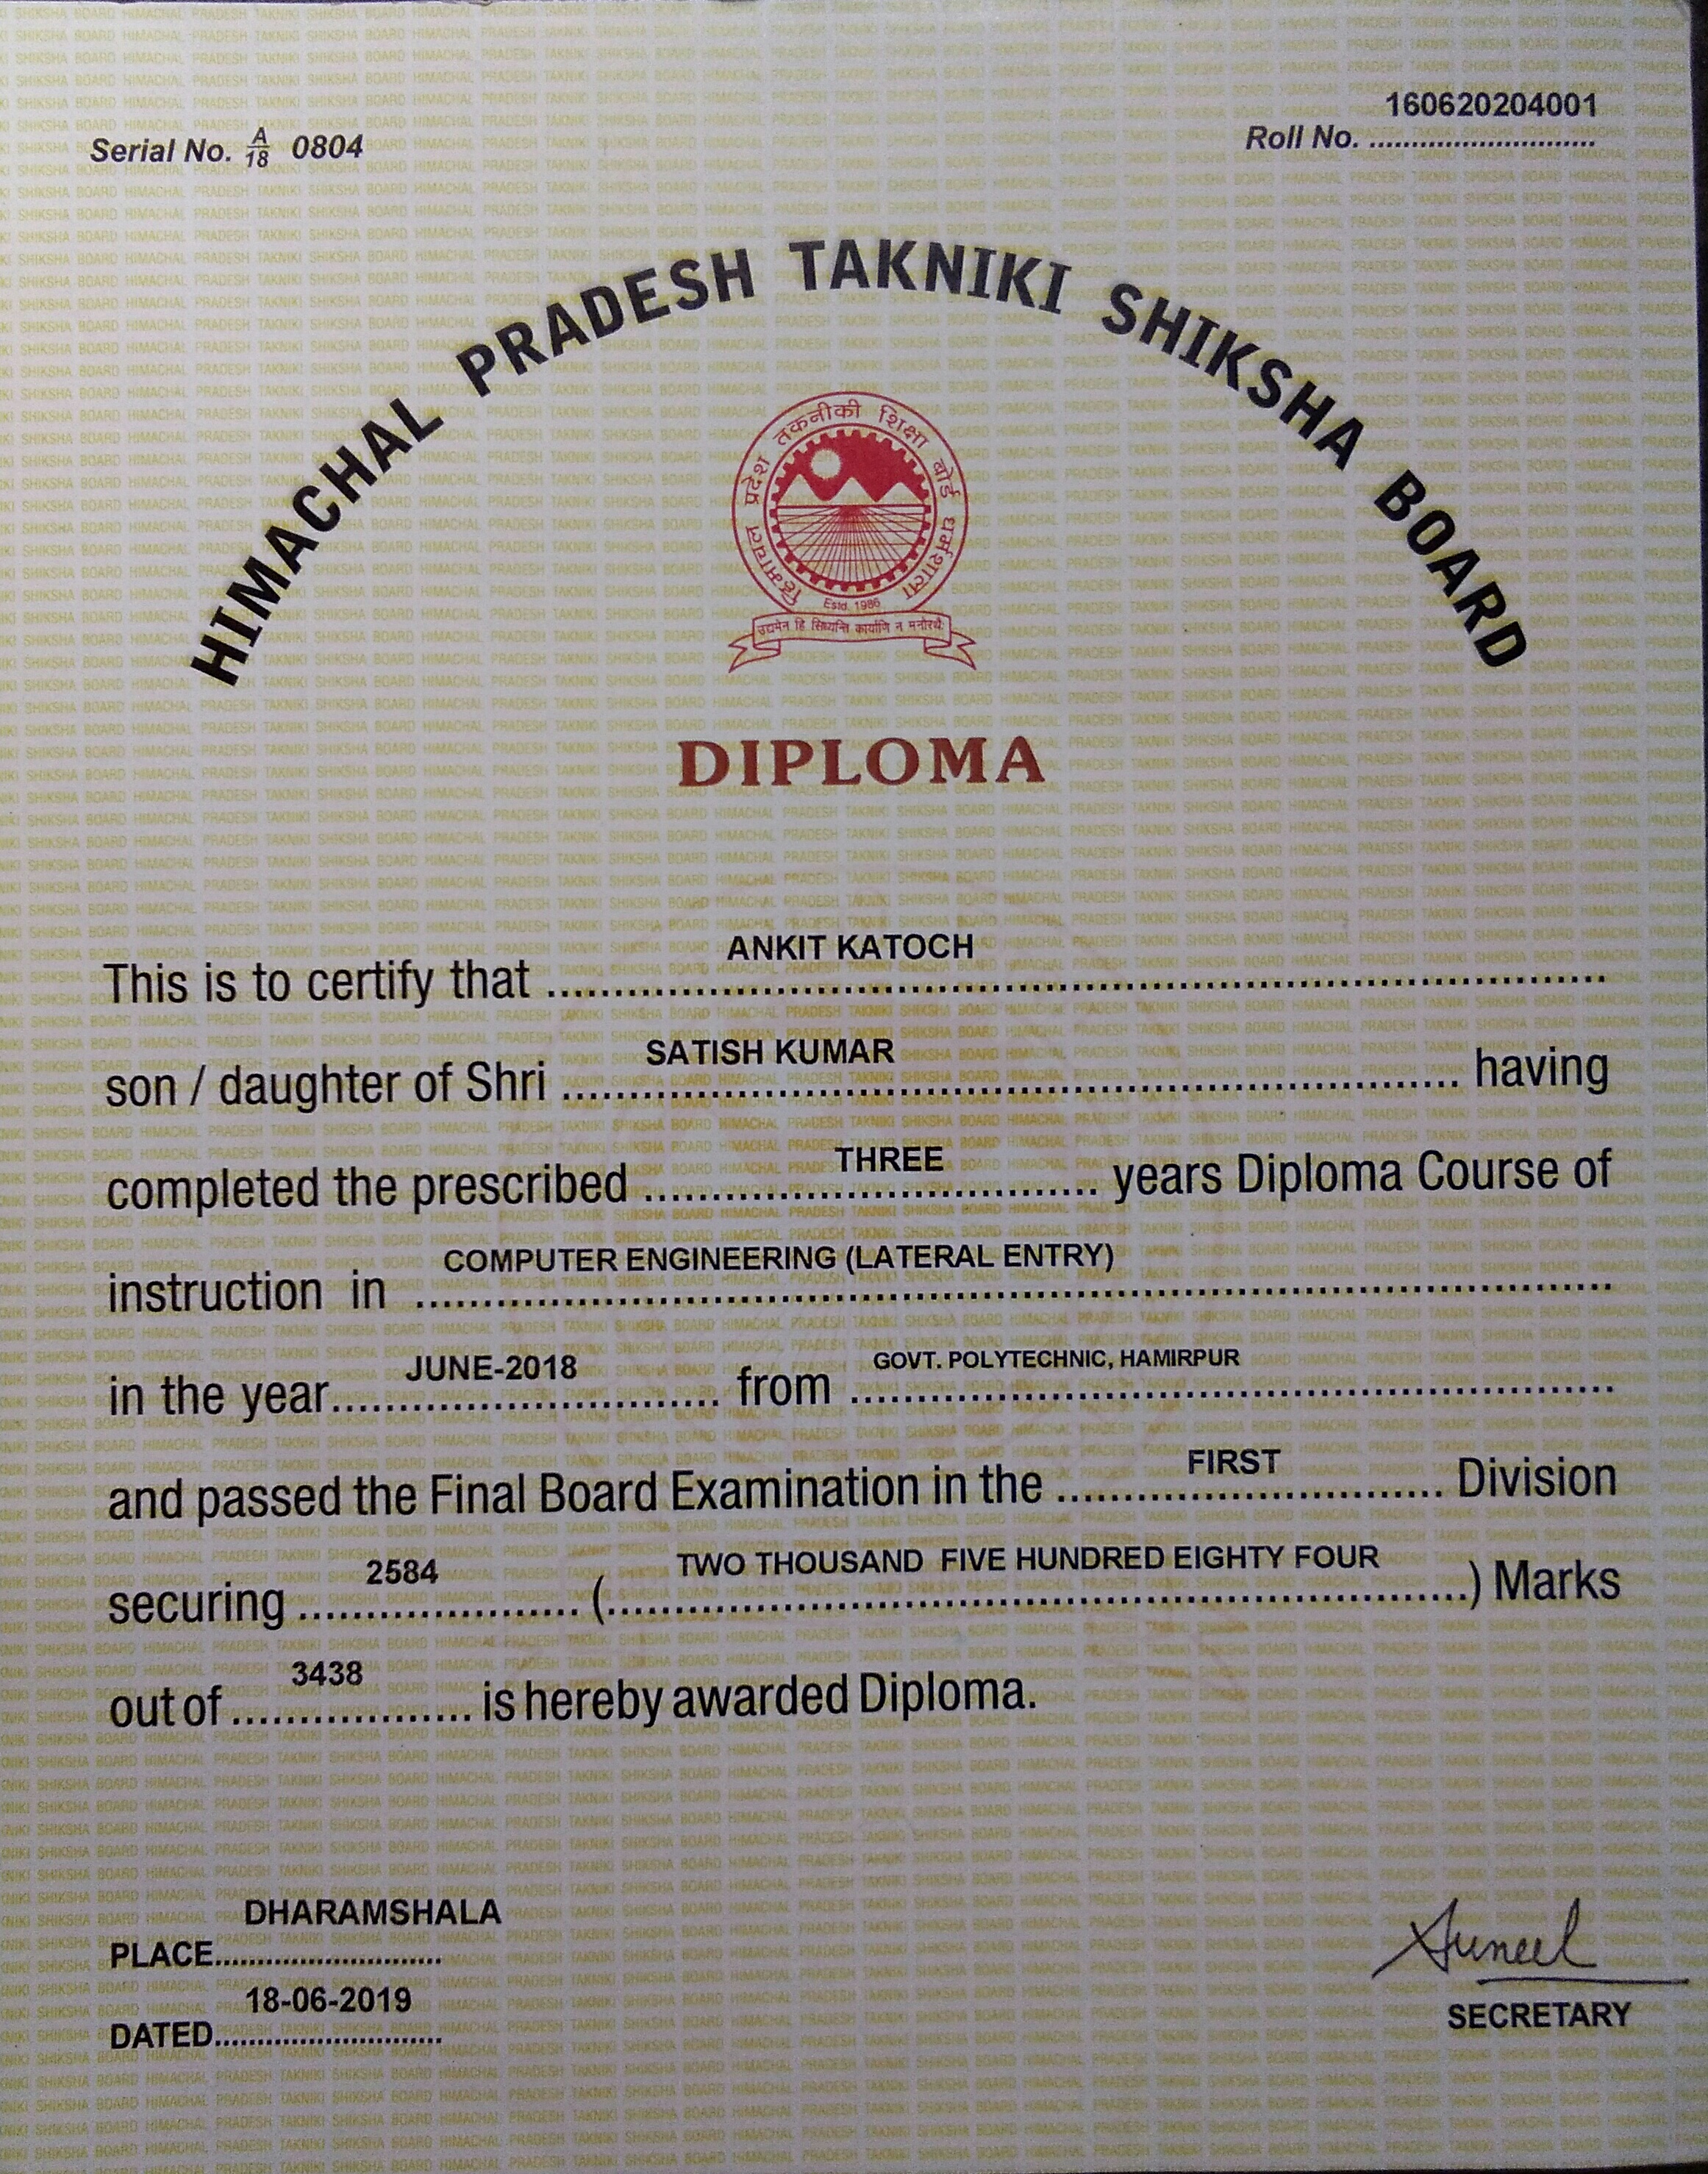 Serial No. A/18 0804
160620204001
Roll No. ............................
HIMACHAL PRADESH TAKNIKI SHIKSHA BOARD
हिमाचल प्रदेश तकनीकी शिक्षा बोर्ड धर्मशाला
Estd. 1986
उद्यमेन हि सिध्यन्ति कार्याणि न मनोरथैः
DIPLOMA
ANKIT KATOCH
This is to certify that ................................................................................
SATISH KUMAR
son / daughter of Shri .................................................................... having
THREE
completed the prescribed .................................. years Diploma Course of
COMPUTER ENGINEERING (LATERAL ENTRY)
instruction in ..........................................................................................
JUNE-2018 GOVT. POLYTECHNIC, HAMIRPUR
in the year............................. from .........................................................
FIRST
and passed the Final Board Examination in the ............................. Division
2584 TWO THOUSAND FIVE HUNDRED EIGHTY FOUR
securing ..................... (................................................................) Marks
3438
out of .................. is hereby awarded Diploma.
DHARAMSHALA
PLACE...........................
18-06-2019
DATED...........................
Suneel
SECRETARY